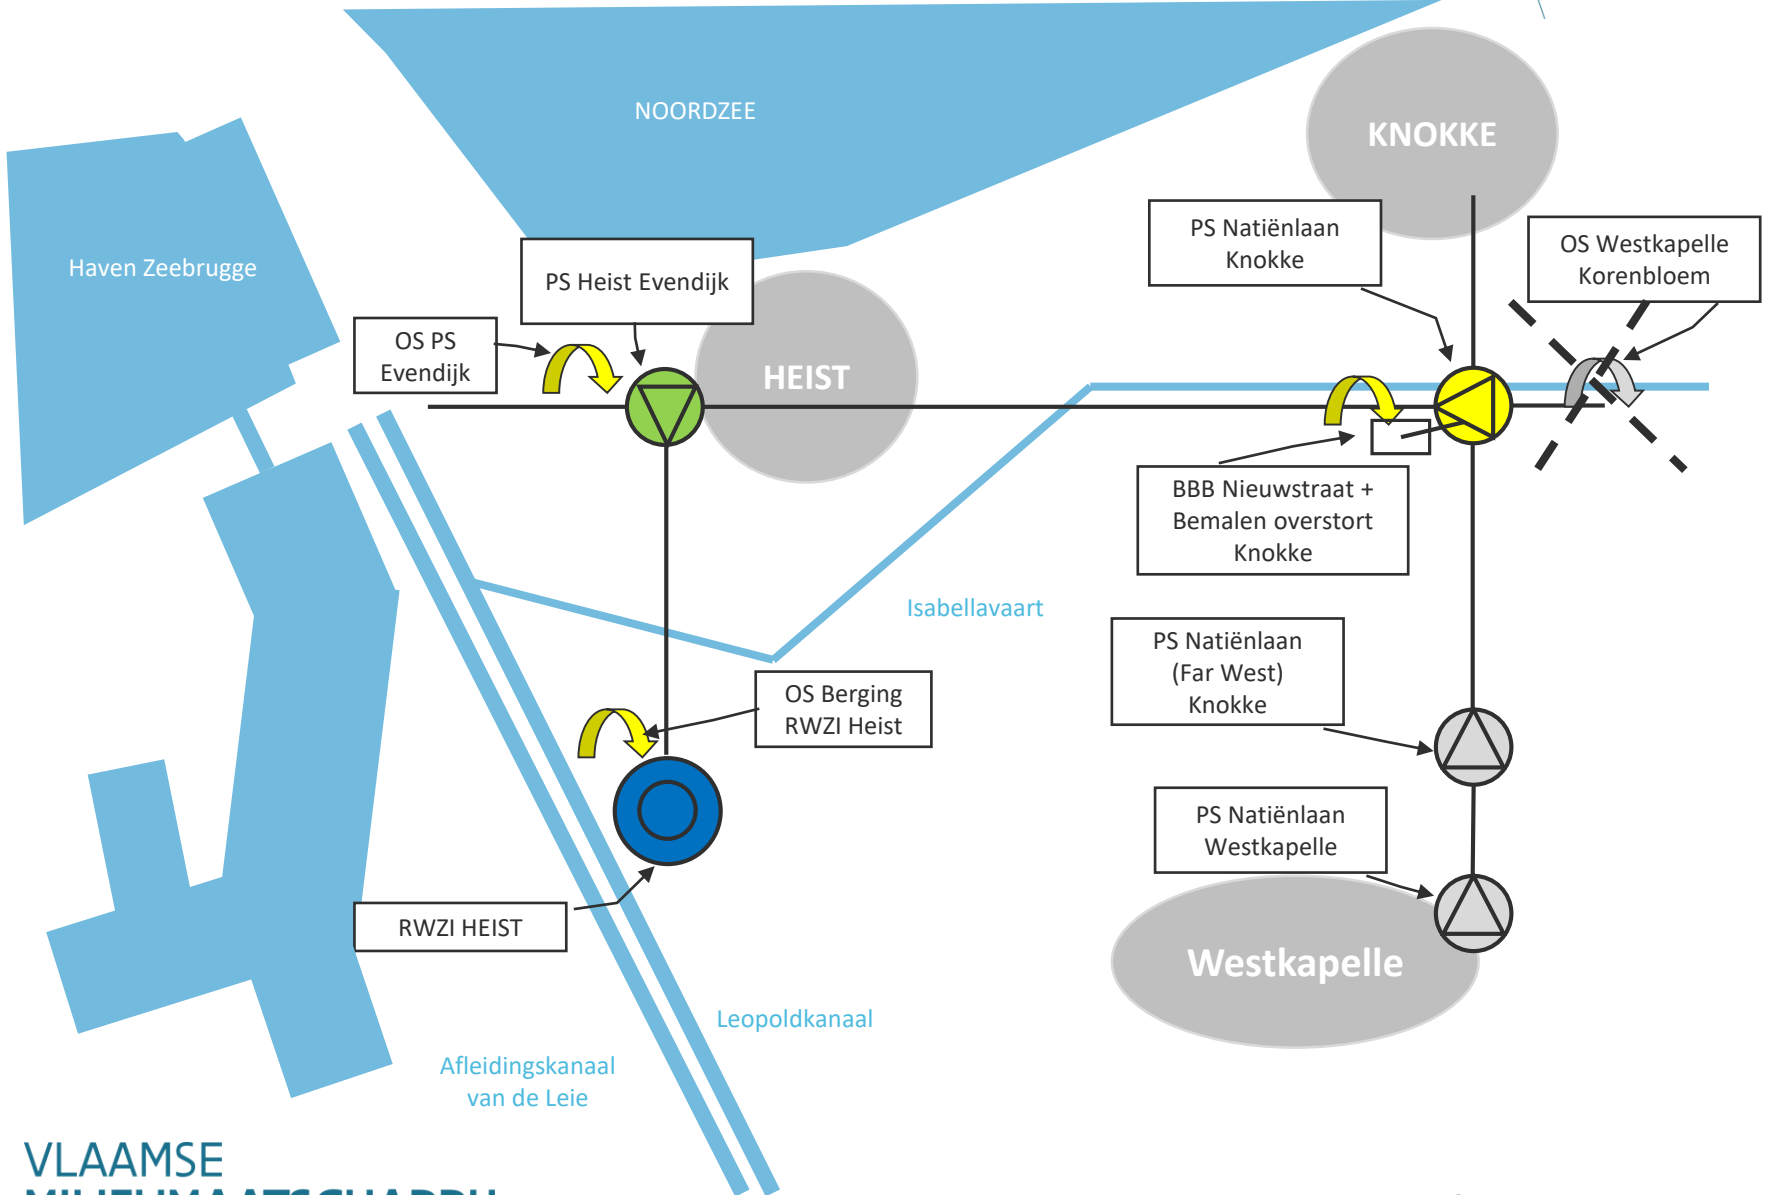 NOORDZEE
KNOKKE
PS Natiënlaan
Knokke
OS Westkapelle
Korenbloem
Haven Zeebrugge
PS Heist Evendijk
OS PS
Evendijk
HEIST
BBB Nieuwstraat +
Bemalen overstort
Knokke
Isabellavaart
PS Natiënlaan
(Far West)
Knokke
OS Berging
RWZI Heist
PS Natiënlaan
Westkapelle
RWZI HEIST
Westkapelle
Leopoldkanaal
Afleidingskanaal
van de Leie
VLAAMSE
MILIEUMAATSCHAPPIJ